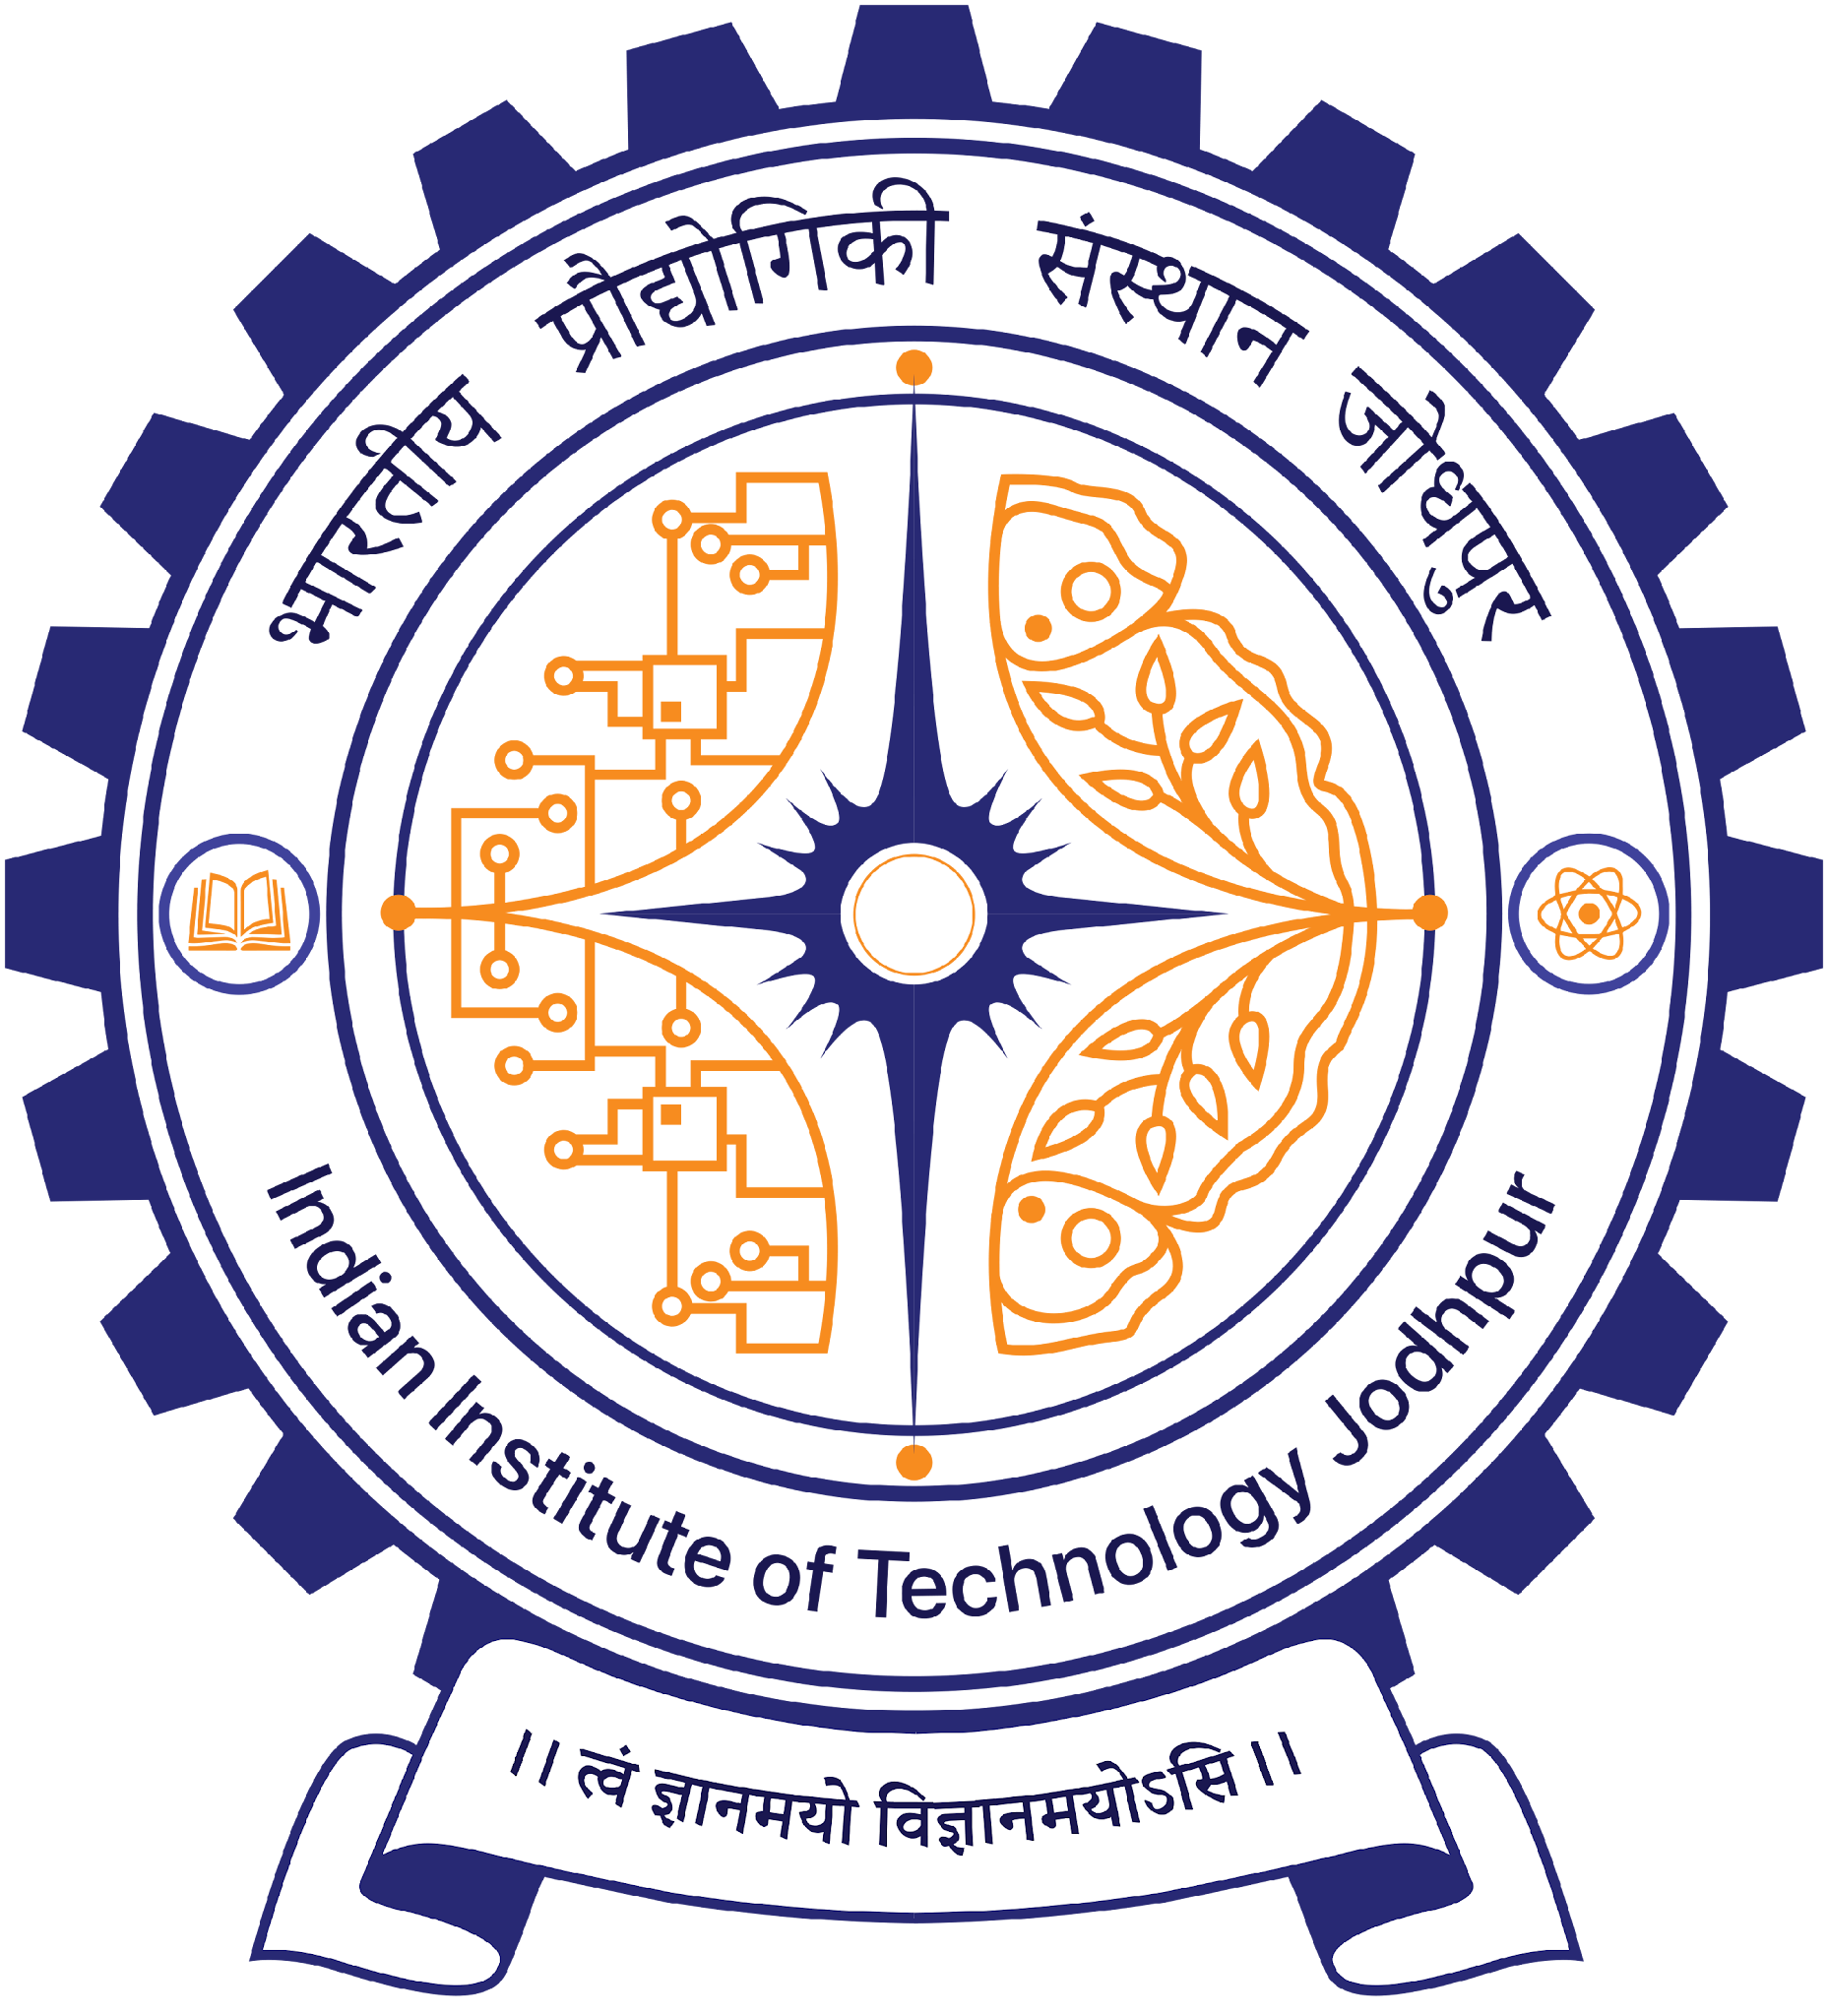 भारतीय प्रौद्योगिकी संस्थान जोधपुर
Indian Institute of Technology Jodhpur
।। त्वं ज्ञानमयो विज्ञानमयोऽसि ।।